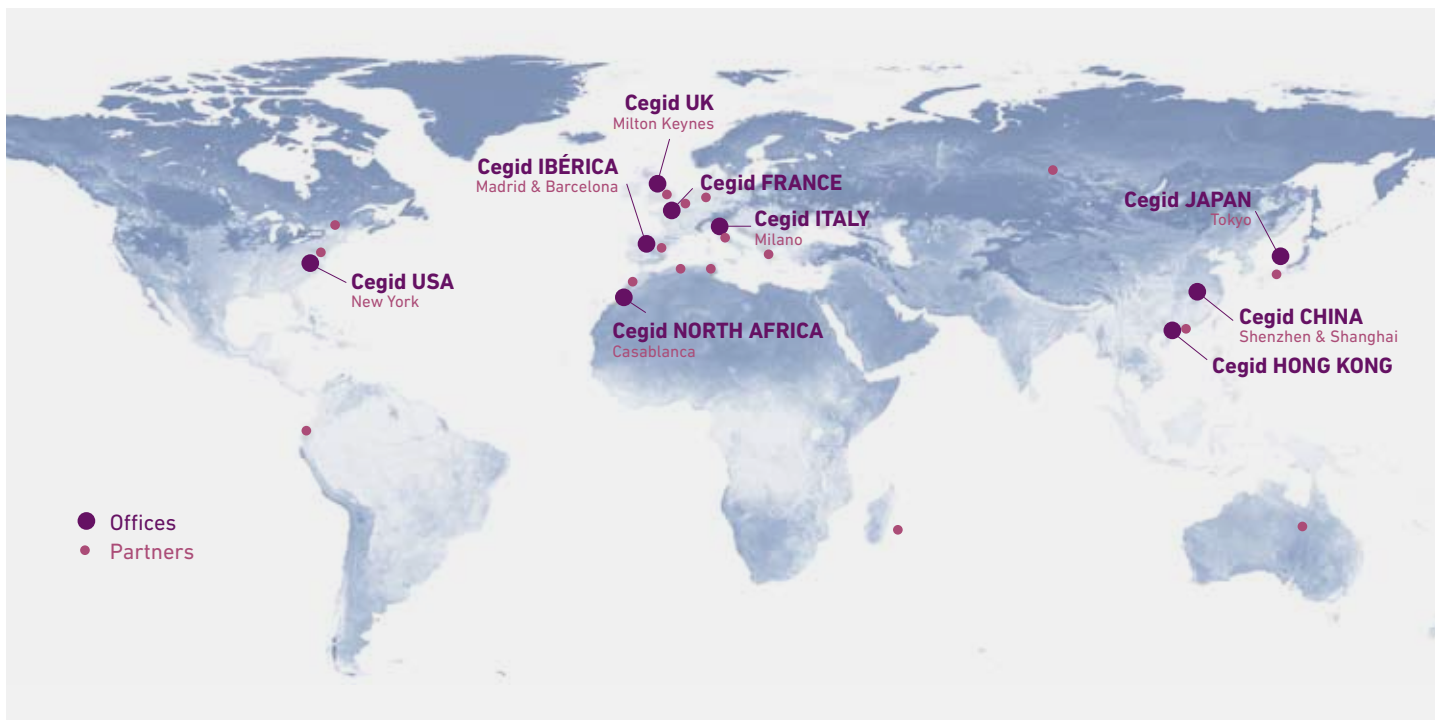 Cegid UK
Milton Keynes
Cegid IBÉRICA
Madrid & Barcelona
Cegid FRANCE
Cegid ITALY
Milano
Cegid JAPAN
Tokyo
Cegid USA
New York
Cegid NORTH AFRICA
Casablanca
Cegid CHINA
Shenzhen & Shanghai
Cegid HONG KONG
Offices
Partners